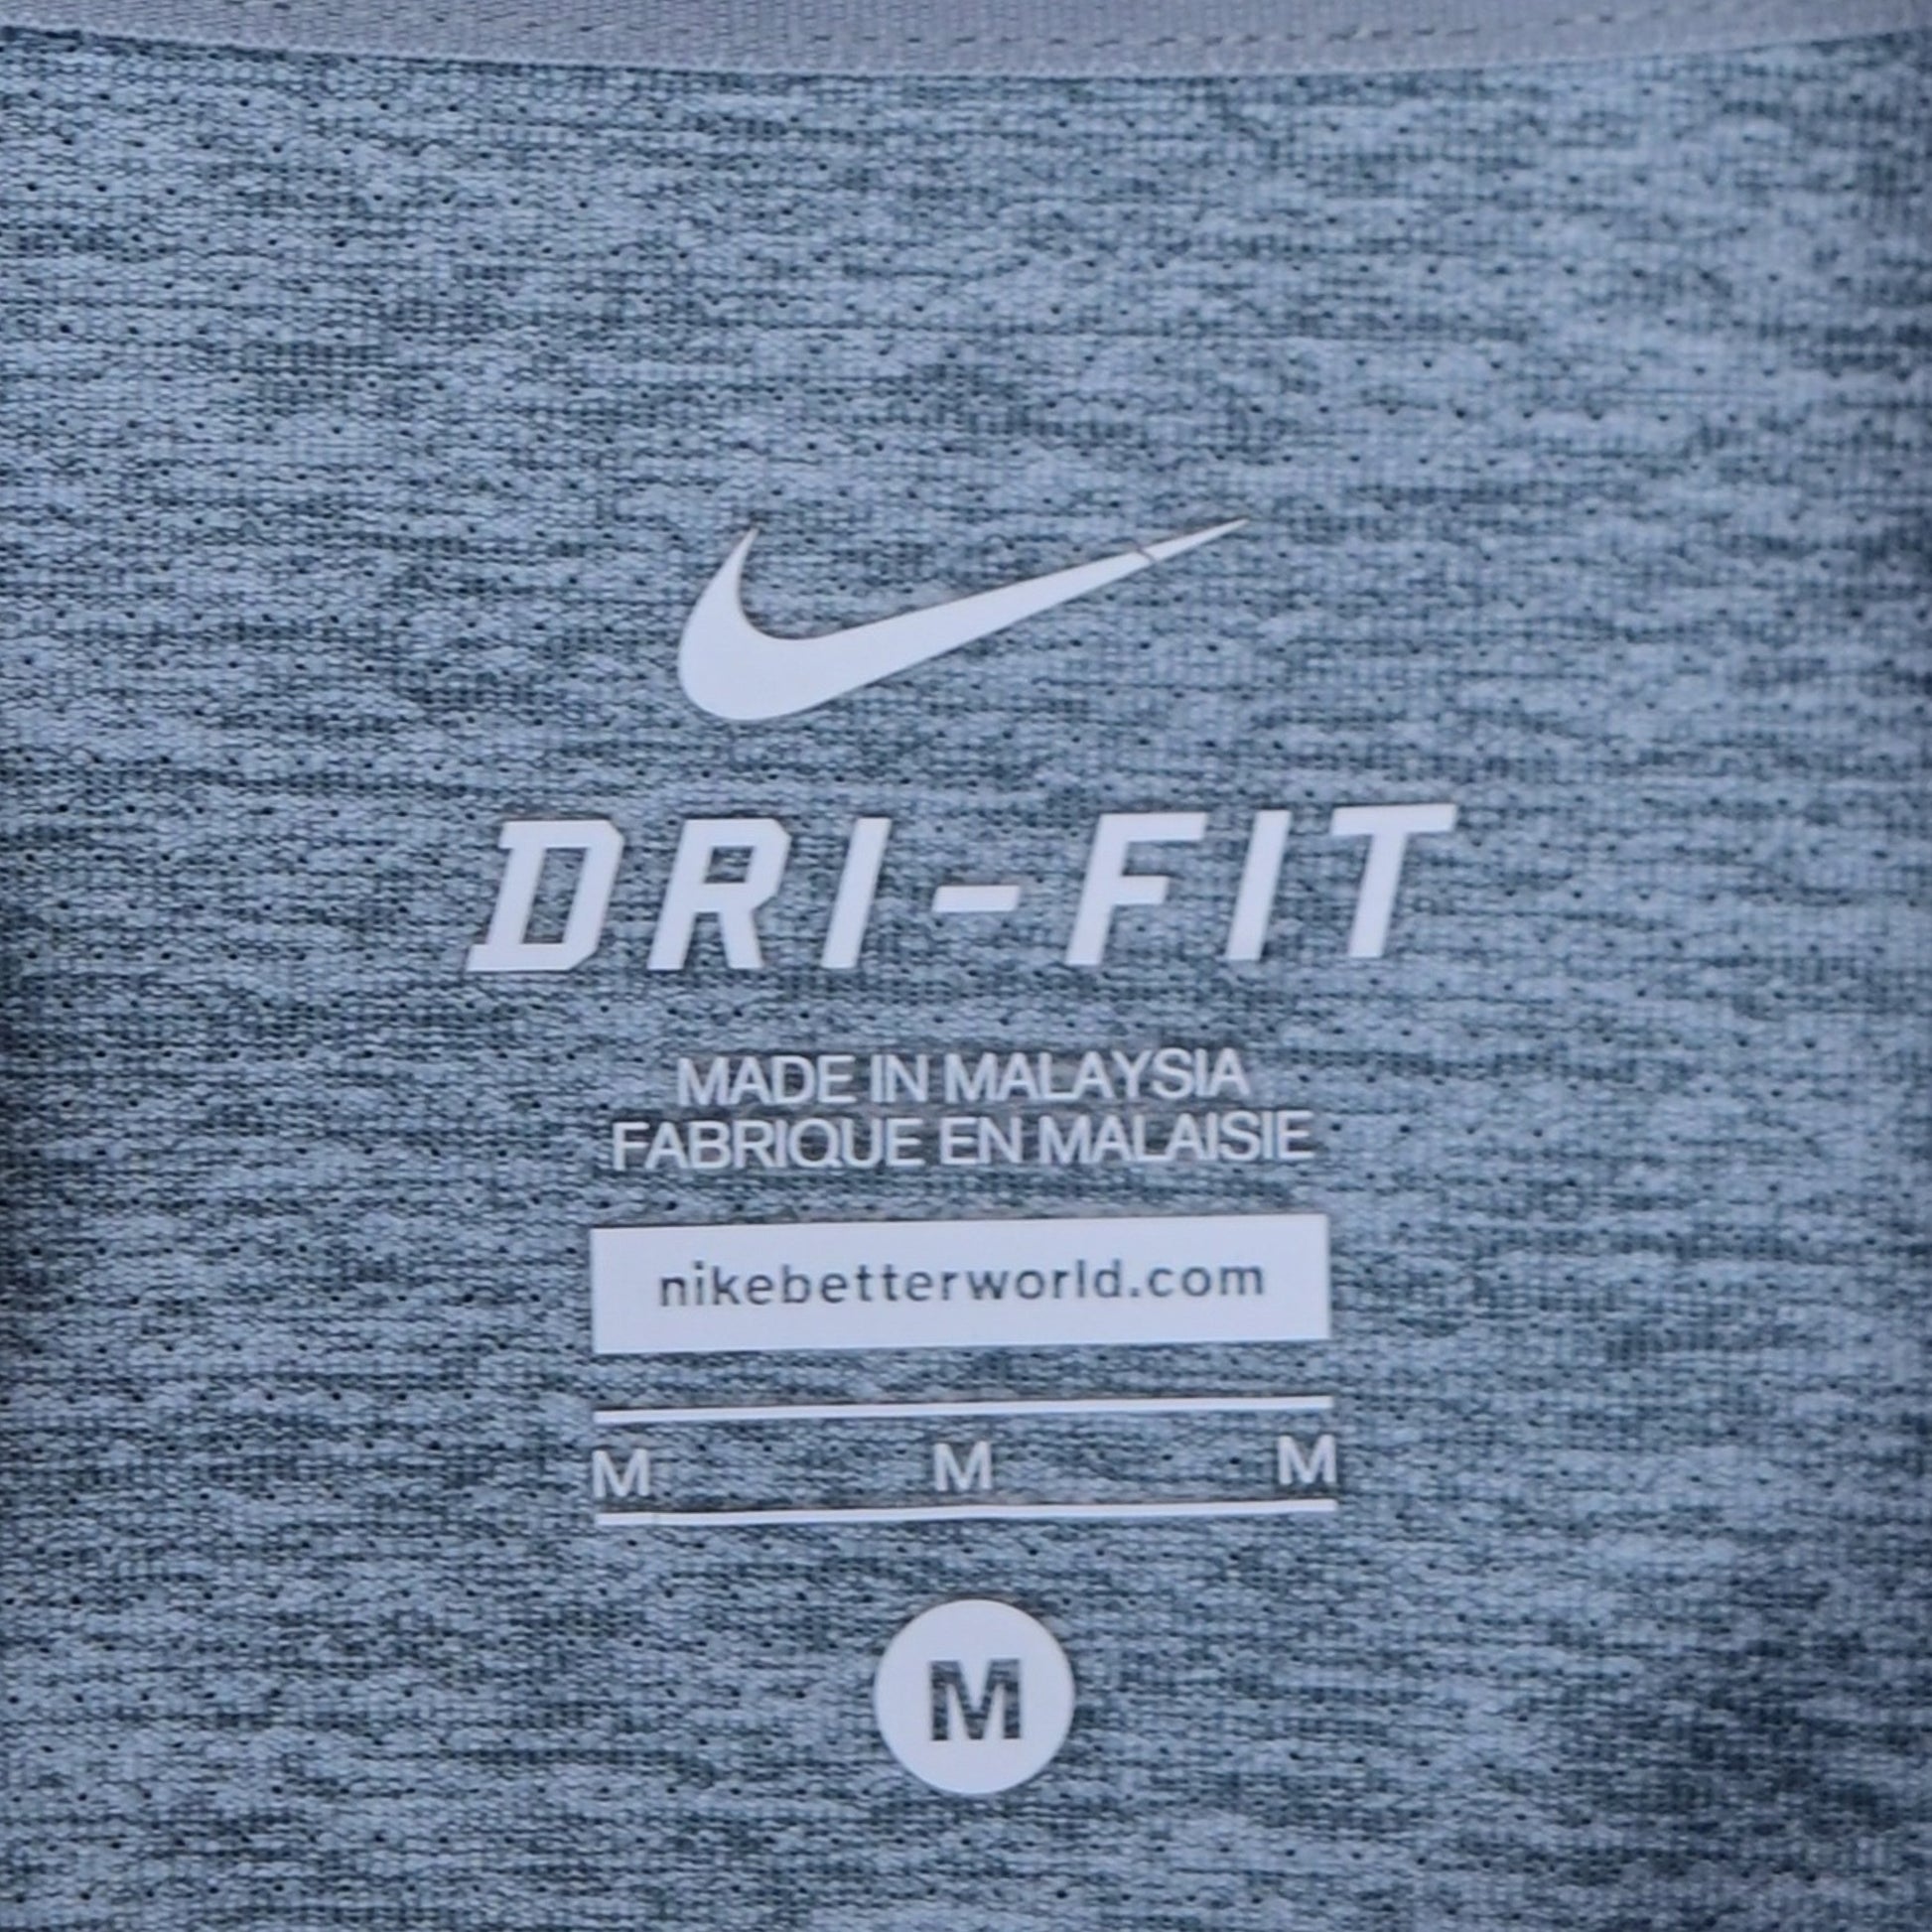 DRI-FIT
MADE IN MALAYSIA
FABRIQUE EN MALAISIE
nikebetterworld.com
M M M
M